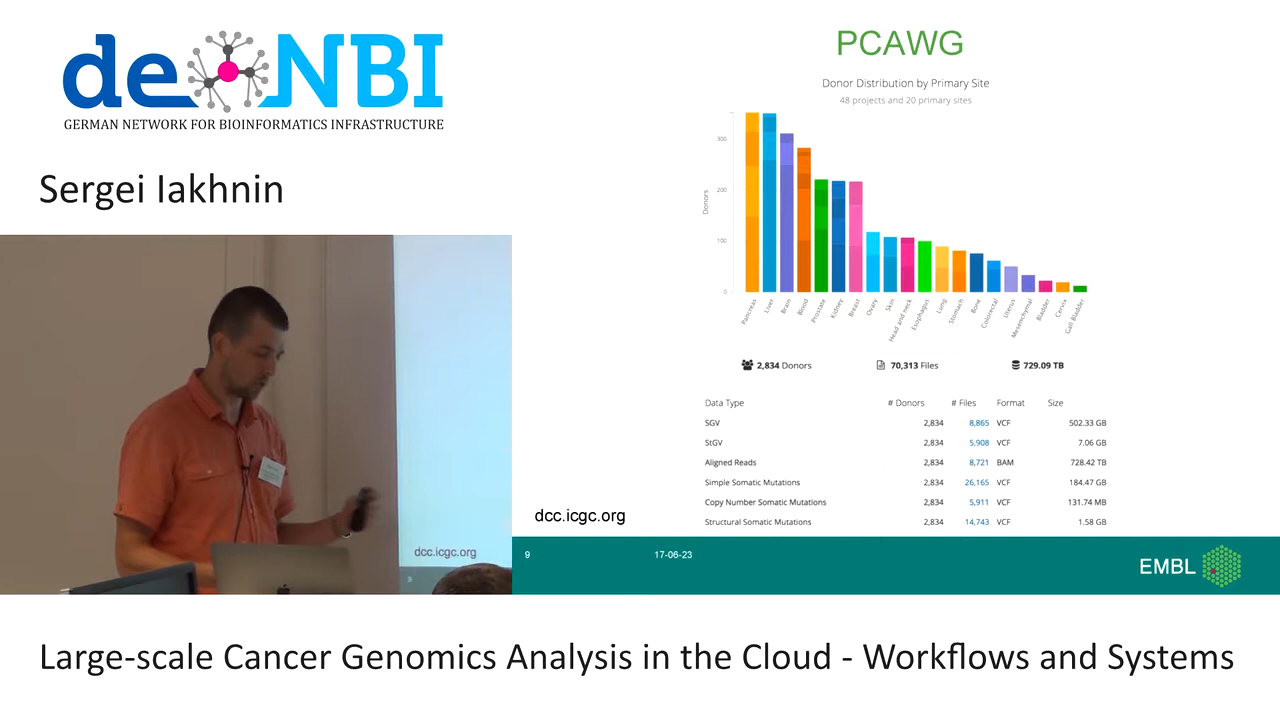 de NBI
GERMAN NETWORK FOR BIOINFORMATICS INFRASTRUCTURE
Sergei Iakhnin
dcc.icgc.org
9
PCAWG
Donor Distribution by Primary Site
48 projects and 20 primary sites
Donors
300
200
100
0
Pancreas
Liver
Brain
Blood
Prostate
Kidney
Breast
Ovary
Skin
Head and neck
Esophagus
Lung
Stomach
Bone
Colorectal
Uterus
Mesenchymal
Bladder
Cervix
Gall Bladder
2,834 Donors 70,313 Files 729.09 TB
Data Type # Donors # Files Format Size
SGV 2,834 8,865 VCF 502.33 GB
StGV 2,834 5,908 VCF 7.06 GB
Aligned Reads 2,834 8,721 BAM 728.42 TB
Simple Somatic Mutations 2,834 26,165 VCF 184.47 GB
Copy Number Somatic Mutations 2,834 5,911 VCF 131.74 MB
Structural Somatic Mutations 2,834 14,743 VCF 1.58 GB
dcc.icgc.org
9 17-06-23
EMBL
Large-scale Cancer Genomics Analysis in the Cloud - Workflows and Systems